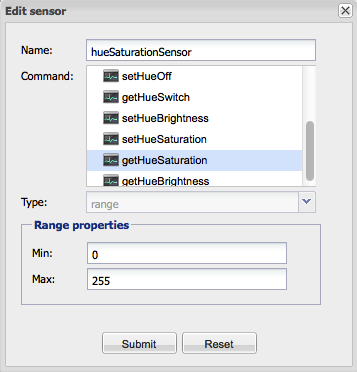 Edit sensor
Name: hueSaturationSensor
Command: setHueOff
getHueSwitch
setHueBrightness
setHueSaturation
getHueSaturation
getHueBrightness
Type: range
Range properties
Min: 0
Max: 255
Submit Reset